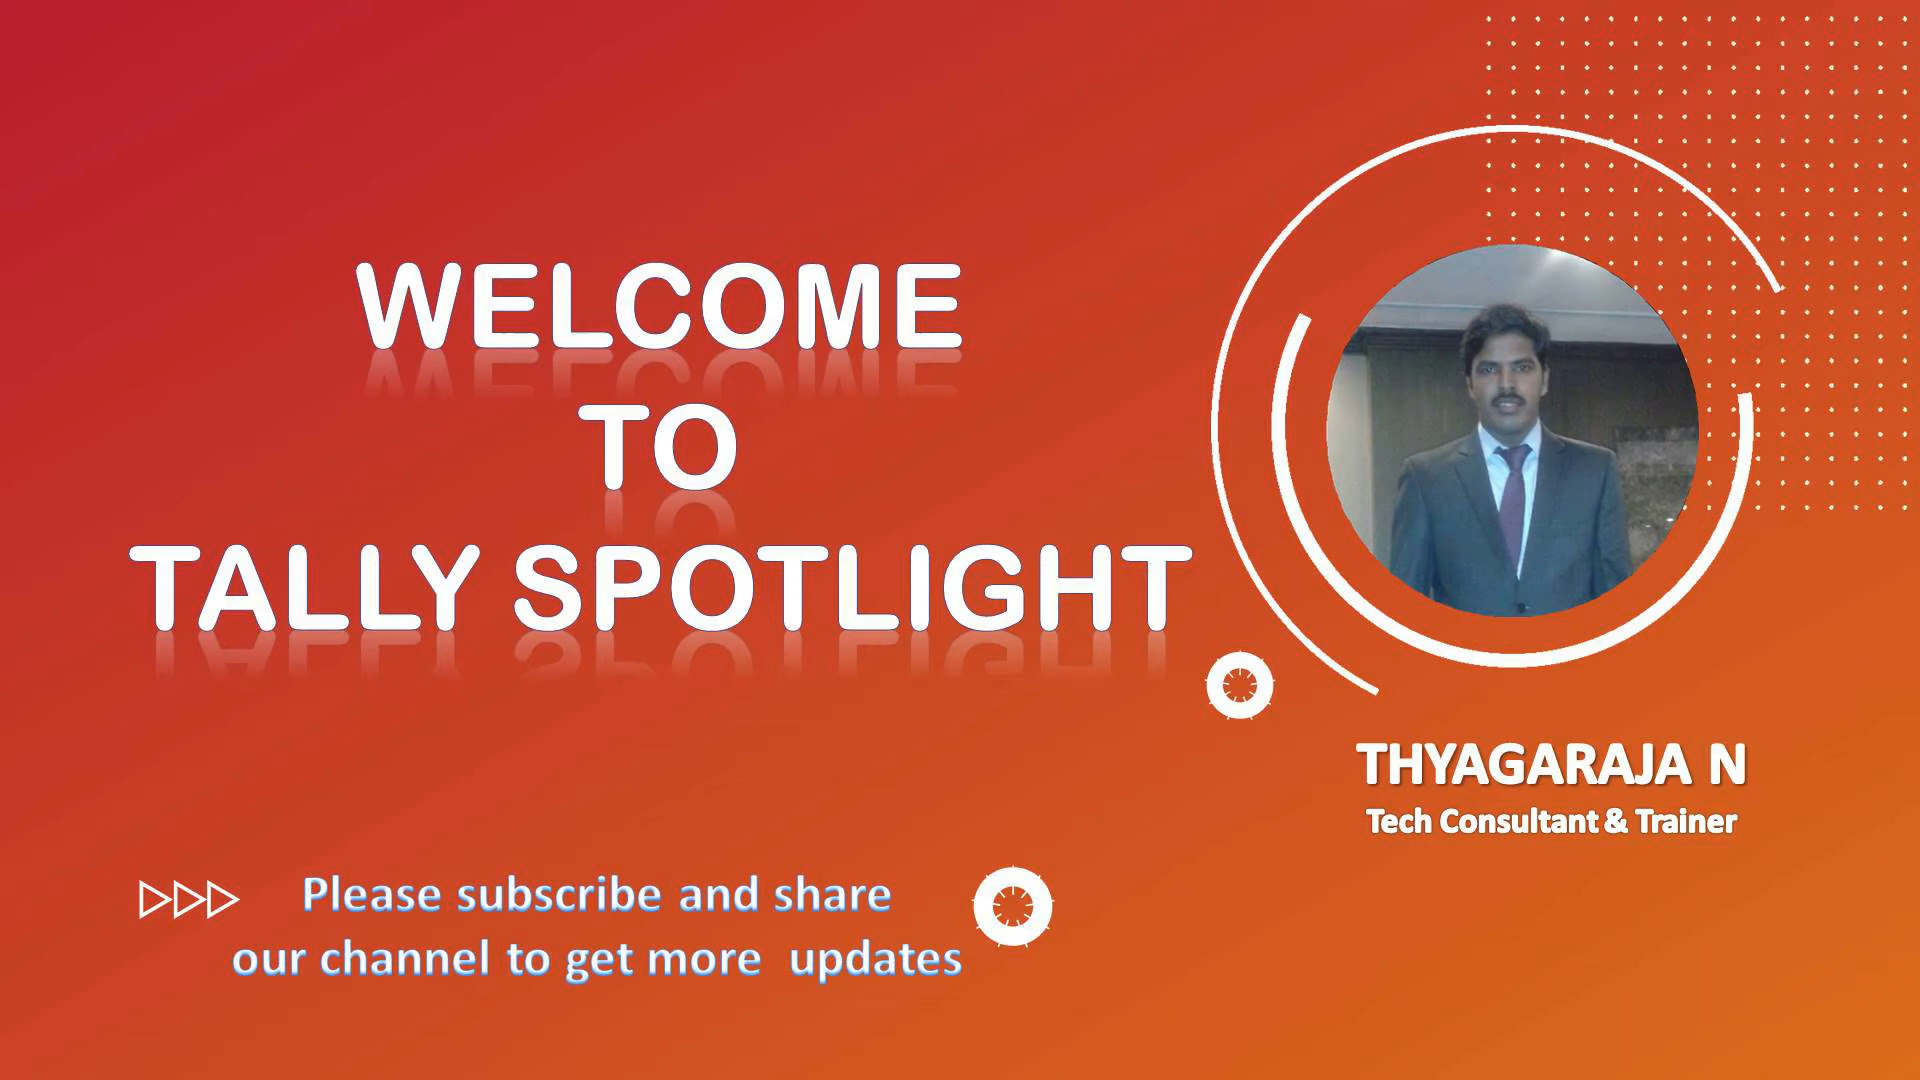 WELCOME
TO
TALLY SPOTLIGHT
THYAGARAJA N
Tech Consultant & Trainer
Please subscribe and share
our channel to get more updates